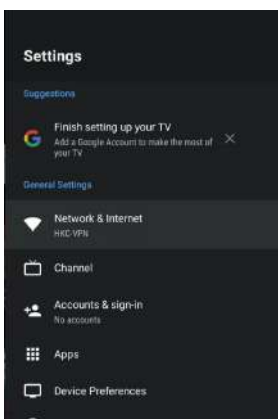 Settings
Suggestions
Finish setting up your TV
Add a Google Account to make the most of
your TV
General Settings
Network & Internet
HKC-VPN
Channel
Accounts & sign-in
No accounts
Apps
Device Preferences